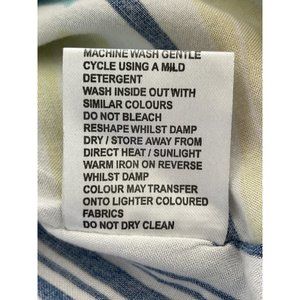 MACHINE WASH GENTLE
CYCLE USING A MILD
DETERGENT
WASH INSIDE OUT WITH
SIMILAR COLOURS
DO NOT BLEACH
RESHAPE WHILST DAMP
DRY / STORE AWAY FROM
DIRECT HEAT / SUNLIGHT
WARM IRON ON REVERSE
WHILST DAMP
COLOUR MAY TRANSFER
ONTO LIGHTER COLOURED
FABRICS
DO NOT DRY CLEAN